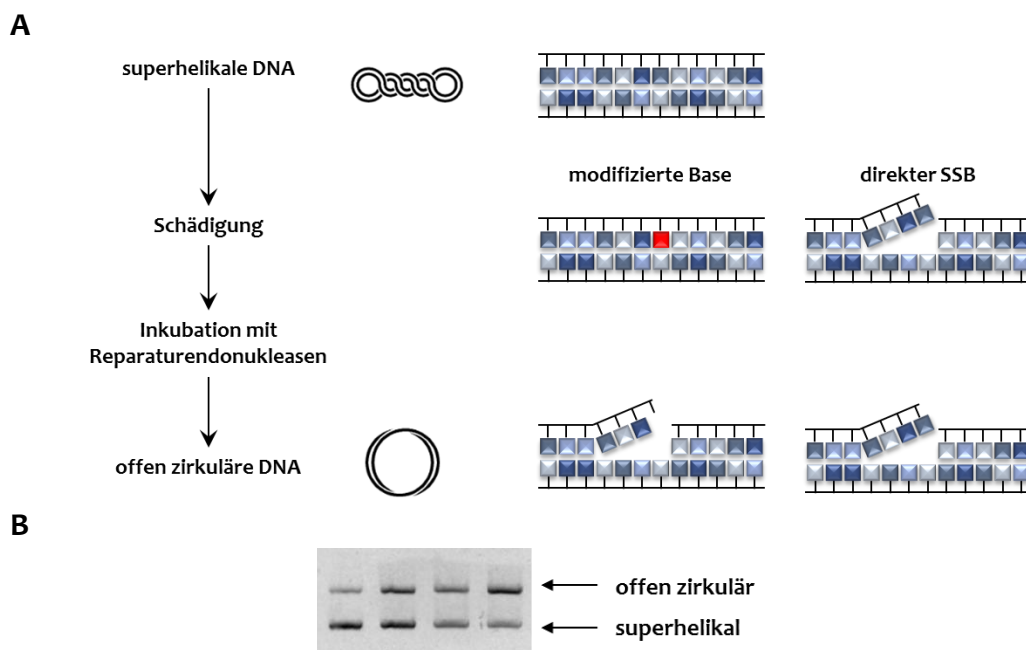 A
superhelikale DNA
modifizierte Base
direkter SSB
Schädigung
Inkubation mit
Reparaturendonukleasen
offen zirkuläre DNA
B
offen zirkulär
superhelikal